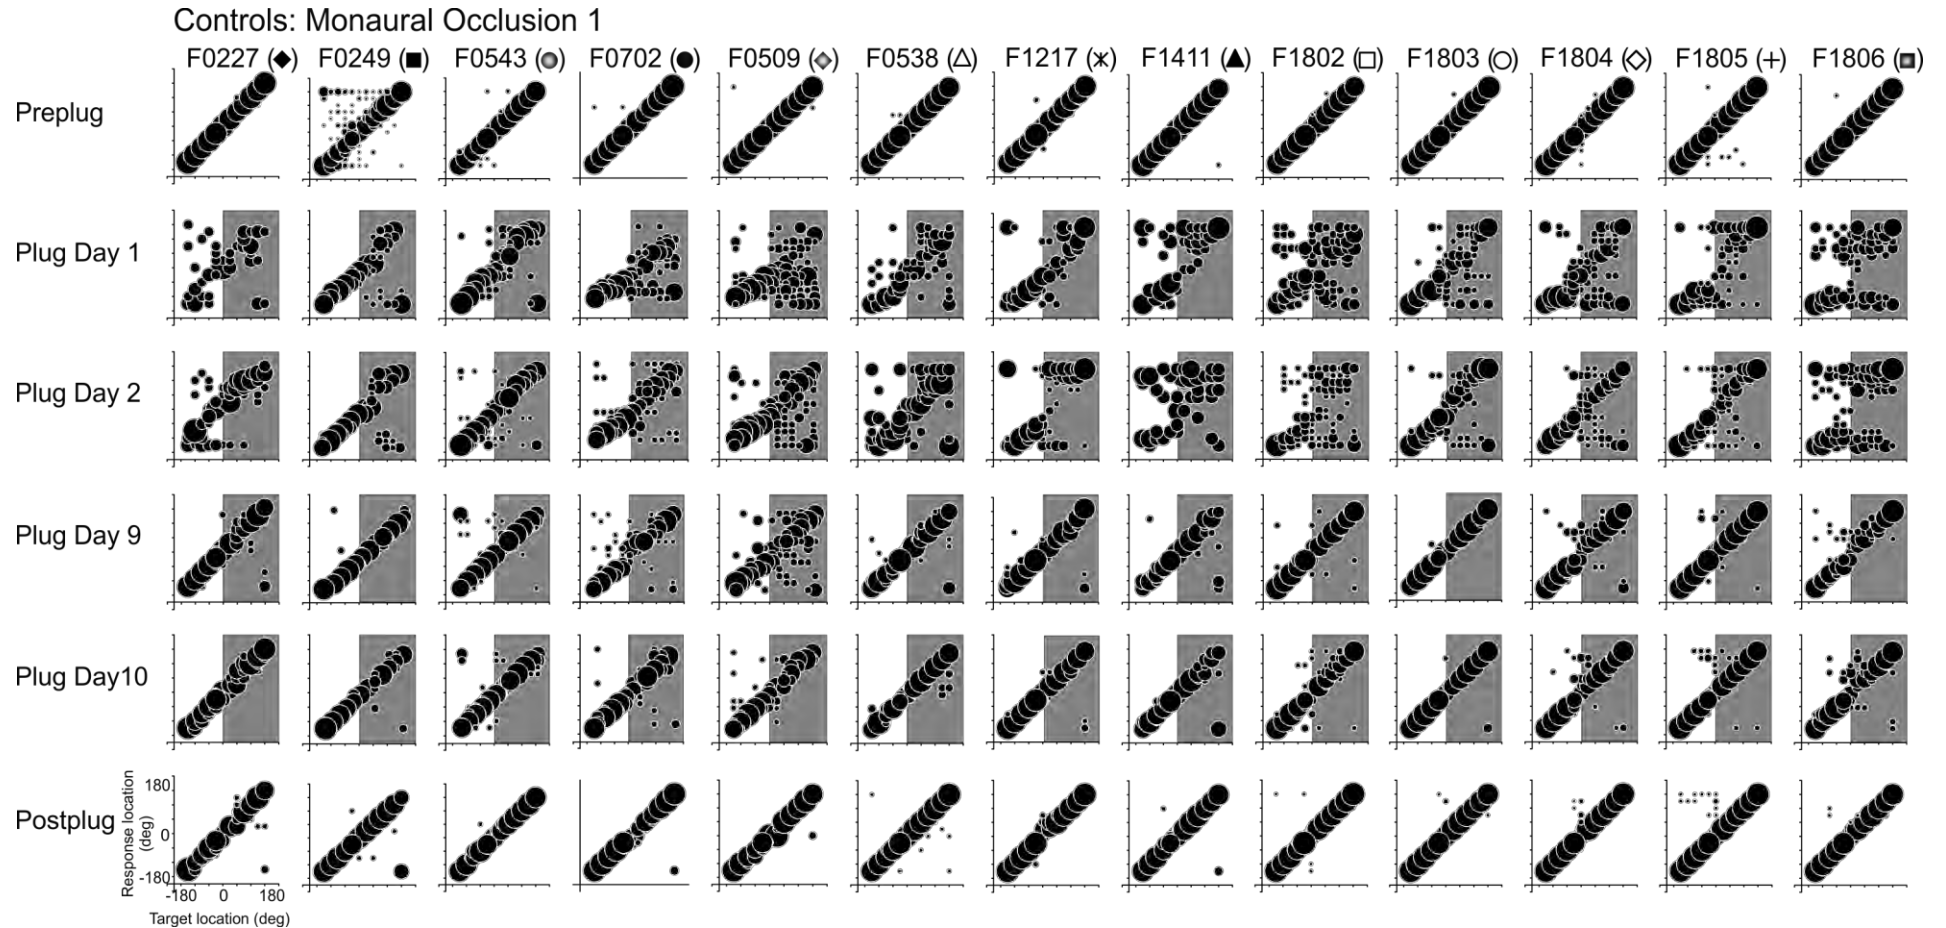 Controls: Monaural Occlusion 1
F0227 (◆) F0249 (■) F0543 (●) F0702 (●) F0509 (◈) F0538 (△) F1217 (⚹) F1411 (▲) F1802 (□) F1803 (○) F1804 (◇) F1805 (+) F1806 (■)
Preplug
Plug Day 1
Plug Day 2
Plug Day 9
Plug Day10
Postplug
Response location
(deg)
180
0
-180
-180 0 180
Target location (deg)